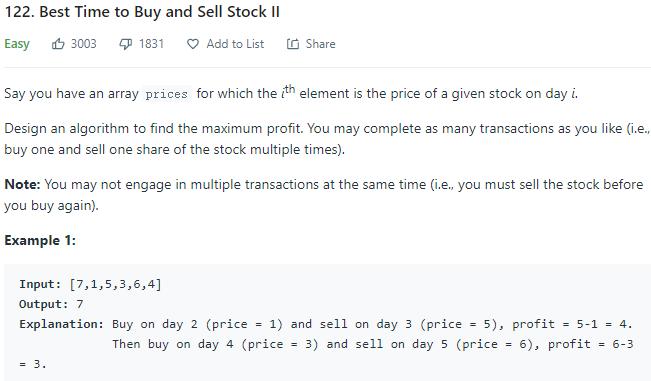 122. Best Time to Buy and Sell Stock II
Easy 3003 1831 Add to List Share
Say you have an array prices for which the ith element is the price of a given stock on day i.
Design an algorithm to find the maximum profit. You may complete as many transactions as you like (i.e.,
buy one and sell one share of the stock multiple times).
Note: You may not engage in multiple transactions at the same time (i.e., you must sell the stock before
you buy again).
Example 1:
Input: [7,1,5,3,6,4]
Output: 7
Explanation: Buy on day 2 (price = 1) and sell on day 3 (price = 5), profit = 5-1 = 4.
Then buy on day 4 (price = 3) and sell on day 5 (price = 6), profit = 6-3
= 3.